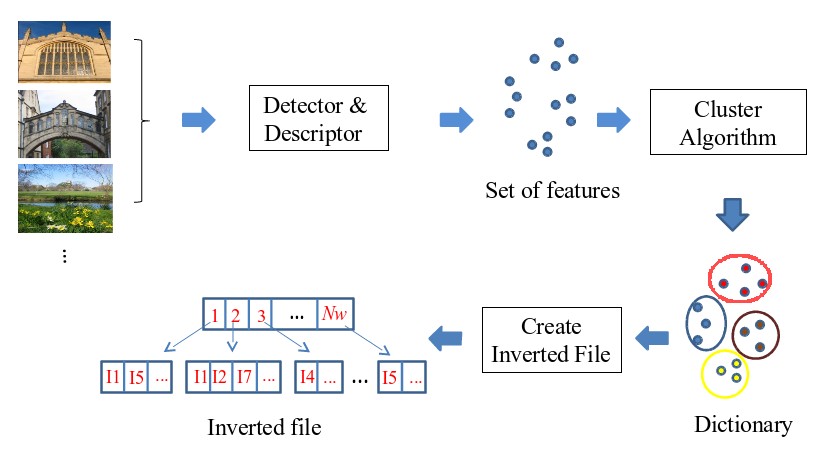 Detector &
Descriptor
Cluster
Algorithm
Set of features
⋮
1 2 3 ... Nw
Create
Inverted File
I1 I5 ... I1 I2 I7 ... I4 ... ... I5 ...
Inverted file
Dictionary